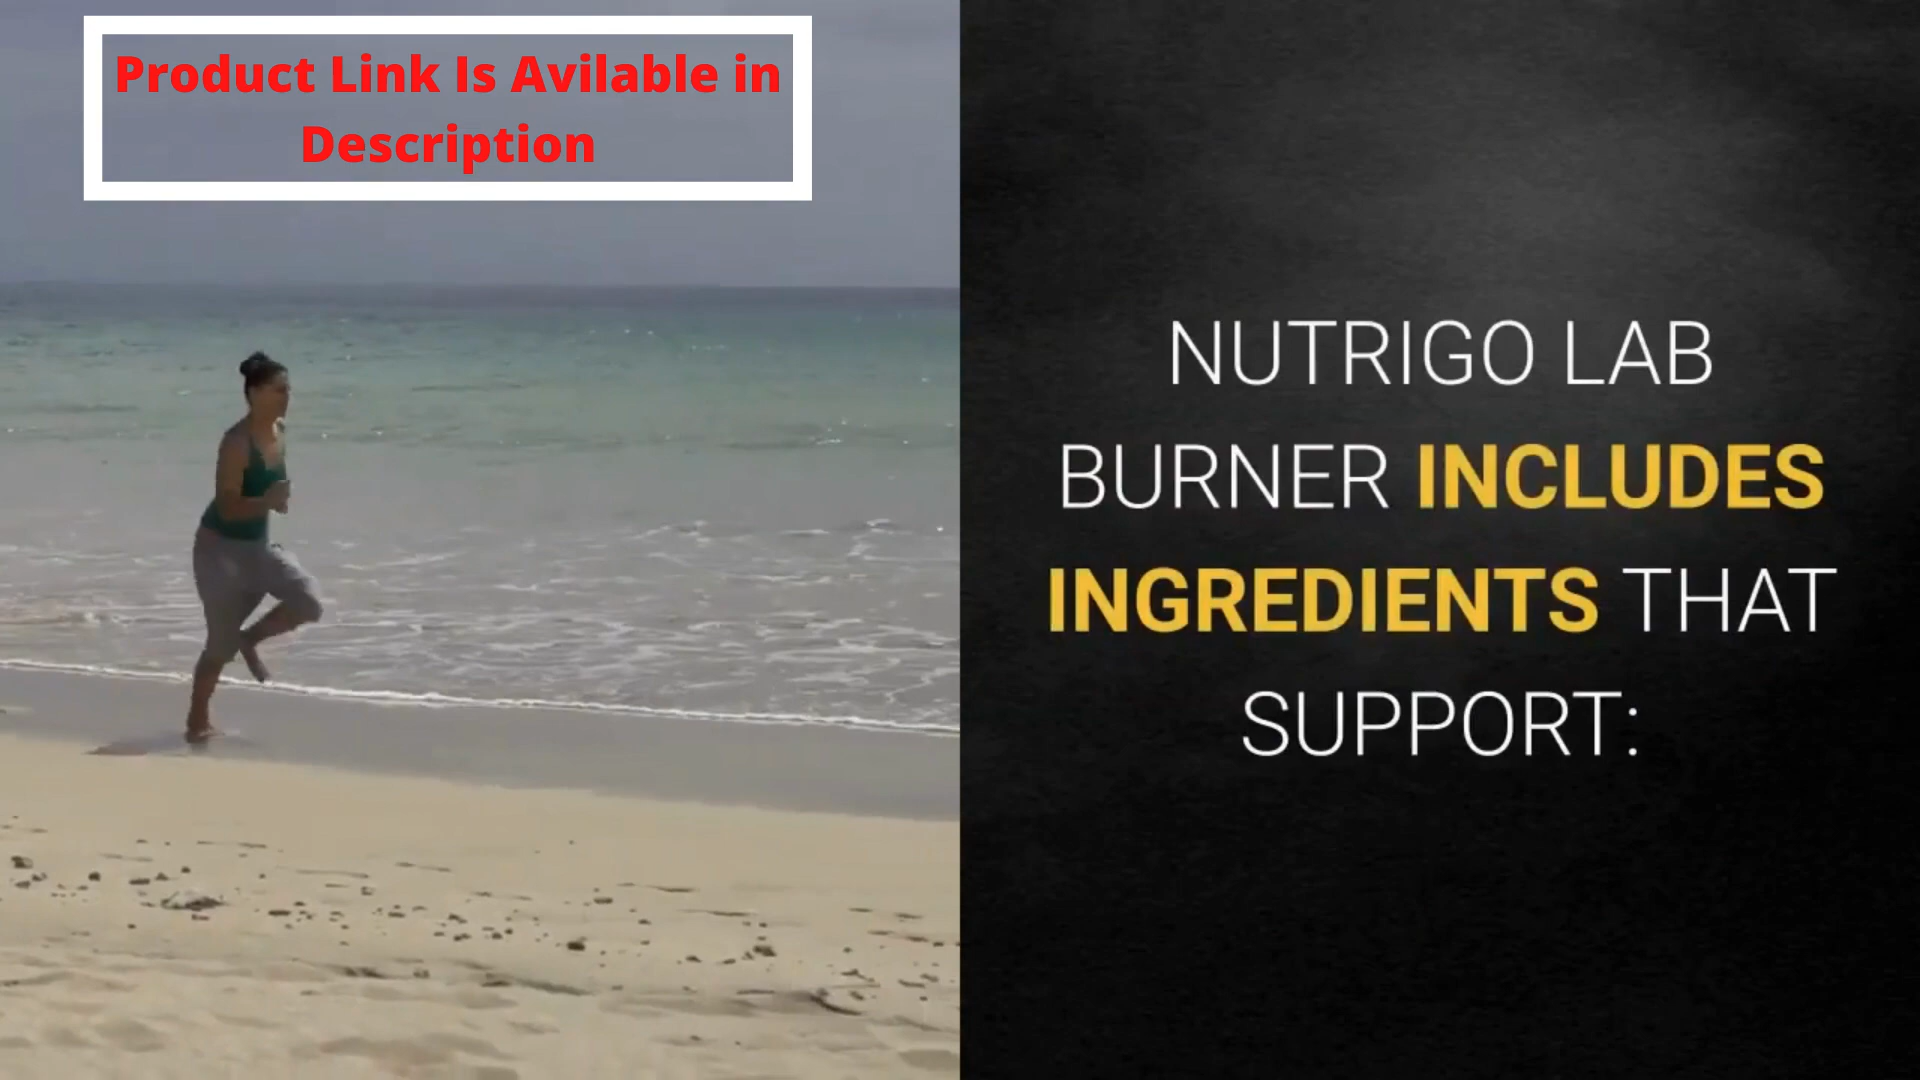 Product Link Is Avilable in
Description
NUTRIGO LAB
BURNER INCLUDES
INGREDIENTS THAT
SUPPORT: